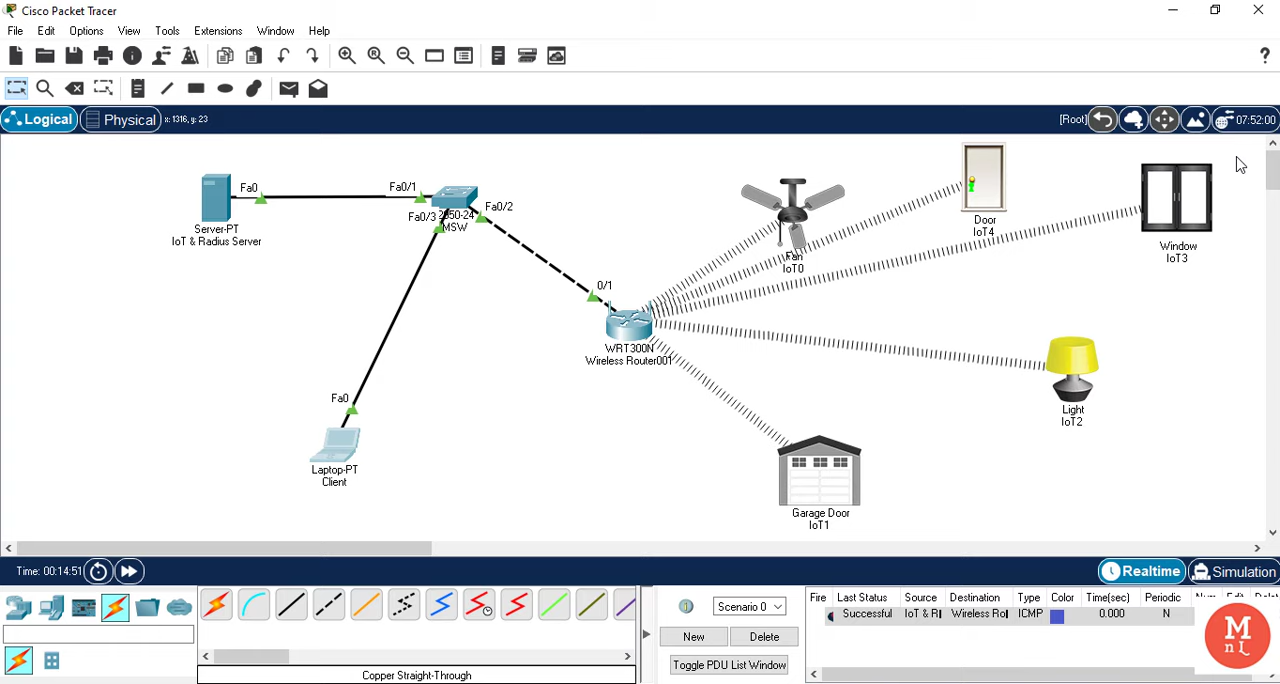 Cisco Packet Tracer
File Edit Options View Tools Extensions Window Help
Logical Physical x: 1316, y: 23 [Root] 07:52:00
Fa0 Fa0/1 Fa0/2 Fa0/3
2950-24
MSW
Server-PT
IoT & Radius Server
Door
IoT4
Window
IoT3
Fan
IoT0
0/1
WRT300N
Wireless Router001
Fa0
Light
IoT2
Laptop-PT
Client
Garage Door
IoT1
Time: 00:14:51 Realtime Simulation
Scenario 0
New Delete
Toggle PDU List Window
Copper Straight-Through
Fire Last Status Source Destination Type Color Time(sec) Periodic
Successful IoT & R Wireless Ro ICMP 0.000 N
M
nL